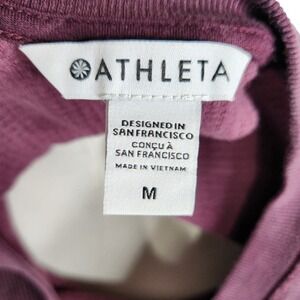 ATHLETA
DESIGNED IN
SAN FRANCISCO
CONÇU À
SAN FRANCISCO
MADE IN VIETNAM
M